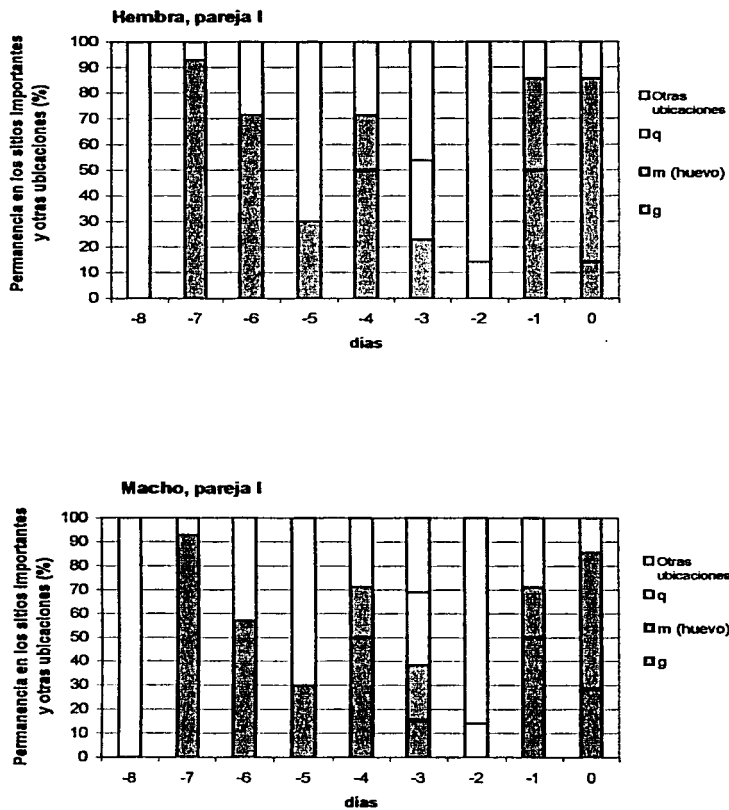 Hembra, pareja I
Permanencia en los sitios importantes
y otras ubicaciones (%)
100
90
80
70
60
50
40
30
20
10
0
-8 -7 -6 -5 -4 -3 -2 -1 0
días
Otras
ubicaciones
q
m (huevo)
g
Macho, pareja I
Permanencia en los sitios importantes
y otras ubicaciones (%)
100
90
80
70
60
50
40
30
20
10
0
-8 -7 -6 -5 -4 -3 -2 -1 0
días
Otras
ubicaciones
q
m (huevo)
g